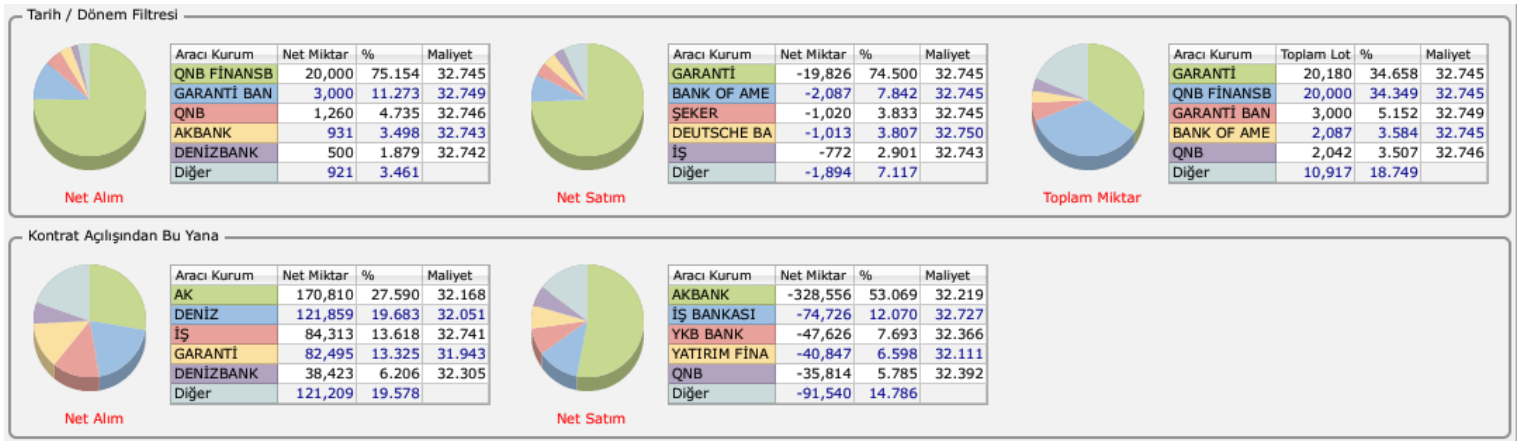 Tarih / Dönem Filtresi
Aracı Kurum Net Miktar % Maliyet
QNB FİNANSB 20,000 75.154 32.745
GARANTİ BAN 3,000 11.273 32.749
QNB 1,260 4.735 32.746
AKBANK 931 3.498 32.743
DENİZBANK 500 1.879 32.742
Diğer 921 3.461
Net Alım
Aracı Kurum Net Miktar % Maliyet
GARANTİ -19,826 74.500 32.745
BANK OF AME -2,087 7.842 32.745
ŞEKER -1,020 3.833 32.745
DEUTSCHE BA -1,013 3.807 32.750
İŞ -772 2.901 32.743
Diğer -1,894 7.117
Net Satım
Aracı Kurum Toplam Lot % Maliyet
GARANTİ 20,180 34.658 32.745
QNB FİNANSB 20,000 34.349 32.745
GARANTİ BAN 3,000 5.152 32.749
BANK OF AME 2,087 3.584 32.745
QNB 2,042 3.507 32.746
Diğer 10,917 18.749
Toplam Miktar
Kontrat Açılışından Bu Yana
Aracı Kurum Net Miktar % Maliyet
AK 170,810 27.590 32.168
DENİZ 121,859 19.683 32.051
İŞ 84,313 13.618 32.741
GARANTİ 82,495 13.325 31.943
DENİZBANK 38,423 6.206 32.305
Diğer 121,209 19.578
Net Alım
Aracı Kurum Net Miktar % Maliyet
AKBANK -328,556 53.069 32.219
İŞ BANKASI -74,726 12.070 32.727
YKB BANK -47,626 7.693 32.366
YATIRIM FİNA -40,847 6.598 32.111
QNB -35,814 5.785 32.392
Diğer -91,540 14.786
Net Satım